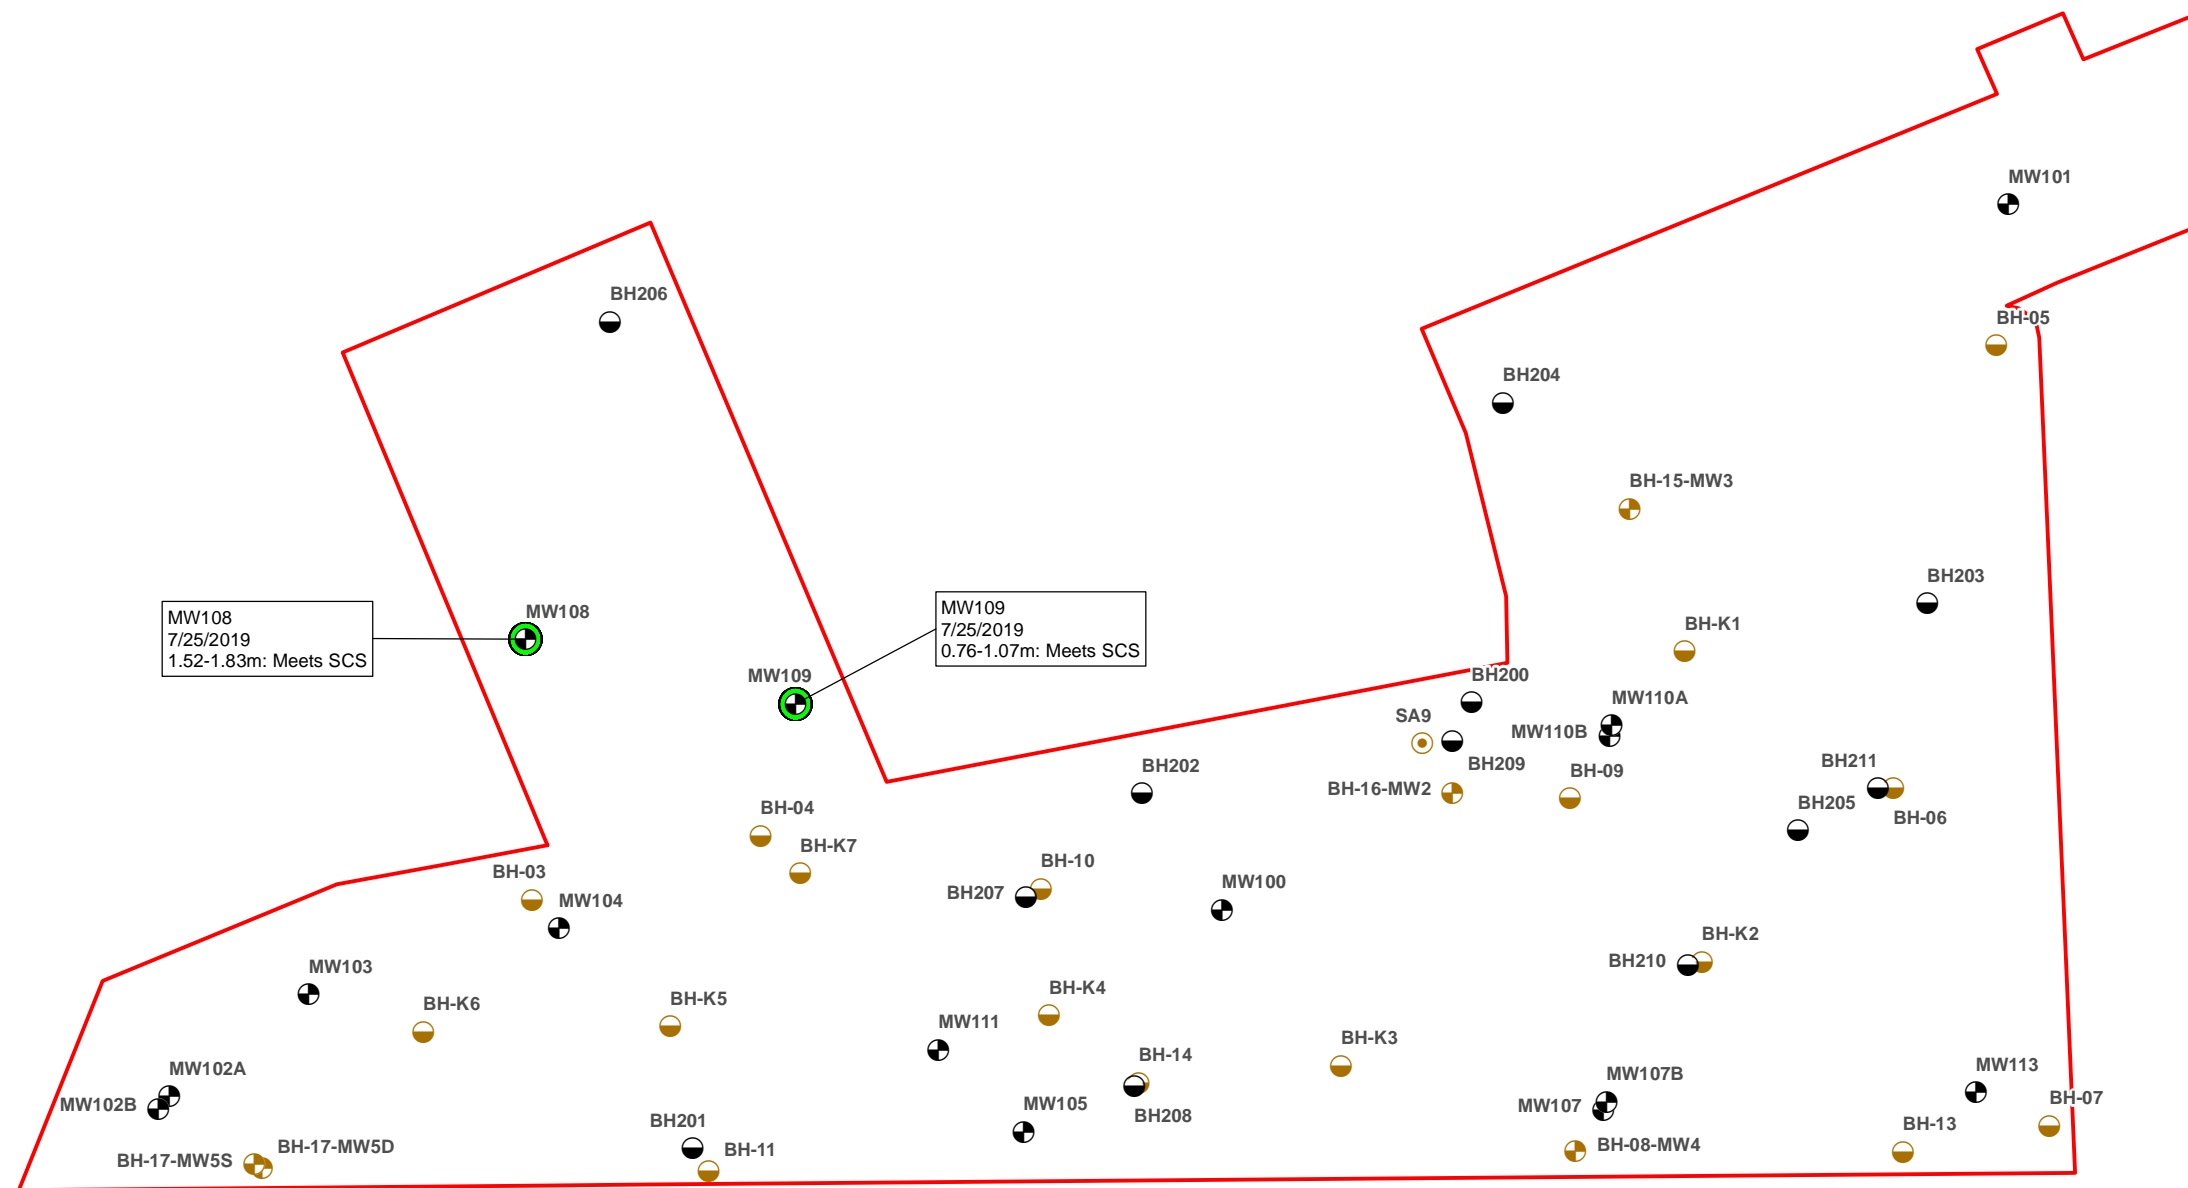 MW101
BH206
BH-05
BH204
BH-15-MW3
BH203
MW108
7/25/2019
1.52-1.83m: Meets SCS
MW108
MW109
7/25/2019
0.76-1.07m: Meets SCS
BH-K1
MW109
BH200
MW110A
SA9
MW110B
BH209
BH-09
BH202
BH211
BH-16-MW2
BH-04
BH205
BH-06
BH-K7
BH-10
BH-03
BH207
MW100
MW104
BH-K2
BH210
MW103
BH-K6
BH-K5
BH-K4
MW111
BH-K3
BH-14
MW102A
MW107B
MW113
MW102B
MW107
BH-07
BH201
MW105
BH208
BH-13
BH-17-MW5D
BH-11
BH-08-MW4
BH-17-MW5S